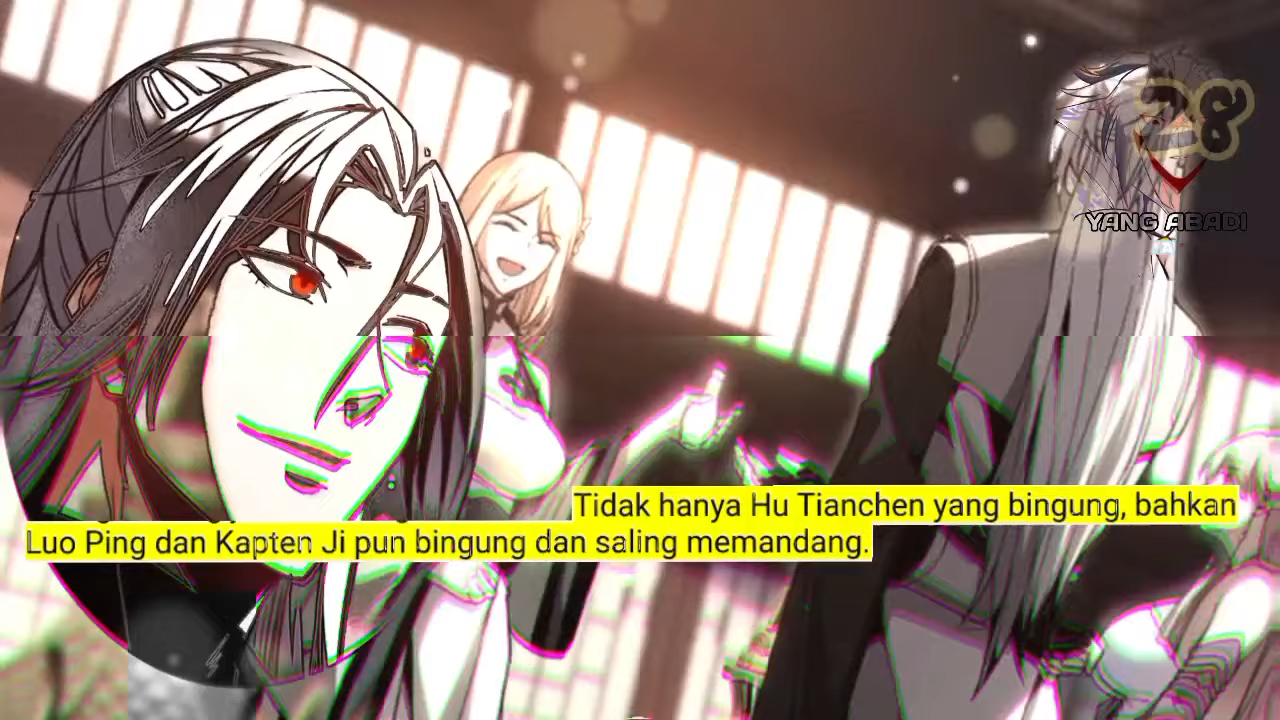 28
YANG ABADI
Tidak hanya Hu Tianchen yang bingung, bahkan
Luo Ping dan Kapten Ji pun bingung dan saling memandang.